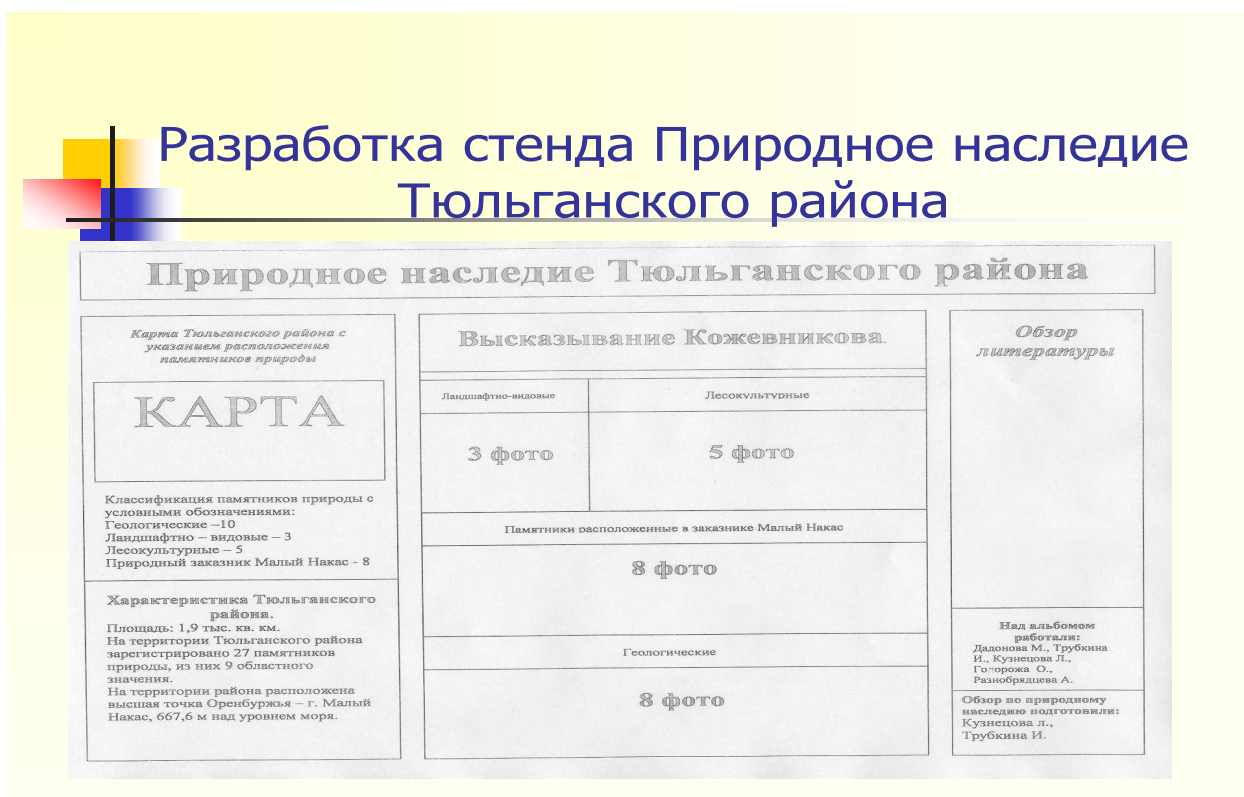 Разработка стенда Природное наследие
Тюльганского района
Природное наследие Тюльганского района
Карта Тюльганского района с
указанием расположения
памятников природы
КАРТА
Классификация памятников природы с
условными обозначениями:
Геологические –10
Ландшафтно – видовые – 3
Лесокультурные – 5
Природный заказник Малый Накас - 8
Характеристика Тюльганского
района.
Площадь: 1,9 тыс. кв. км.
На территории Тюльганского района
зарегистрировано 27 памятников
природы, из них 9 областного
значения.
На территории района расположена
высшая точка Оренбуржья – г. Малый
Накас, 667,6 м над уровнем моря.
Высказывание Кожевникова.
Ландшафтно-видовые
Лесокультурные
3 фото
5 фото
Памятники расположенные в заказнике Малый Накас
8 фото
Геологические
8 фото
Обзор
литературы
Над альбомом
работали:
Дадонова М., Трубкина
И., Кузнецова Л.,
Гопорожа О.,
Разнобрядцева А.
Обзор по природному
наследию подготовили:
Кузнецова л.,
Трубкина И.